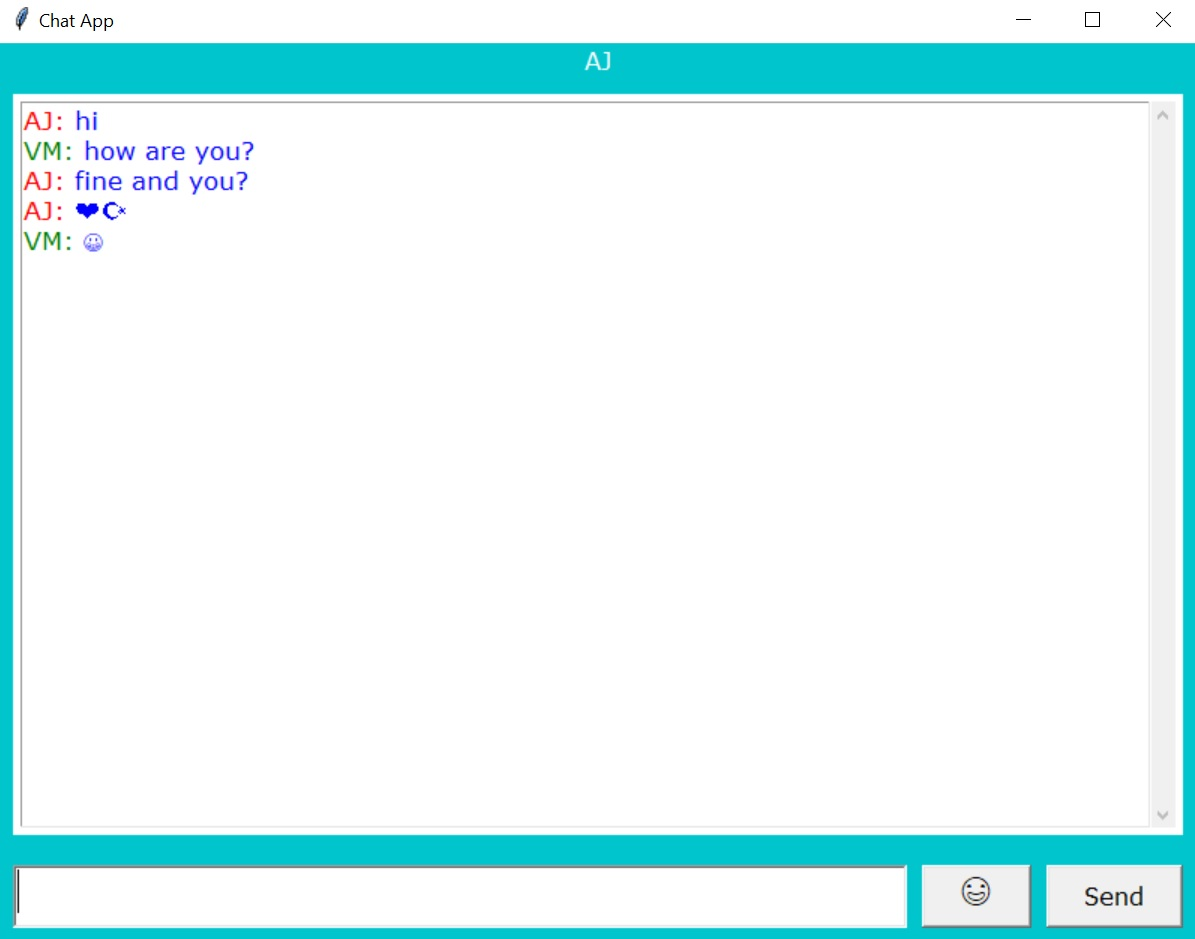 Chat App
AJ
AJ: hi
VM: how are you?
AJ: fine and you?
AJ: ❤☪
VM: 😀
Send